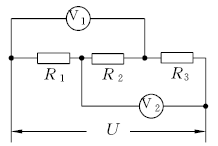 V₁
R₁ R₂ R₃
V₂
U